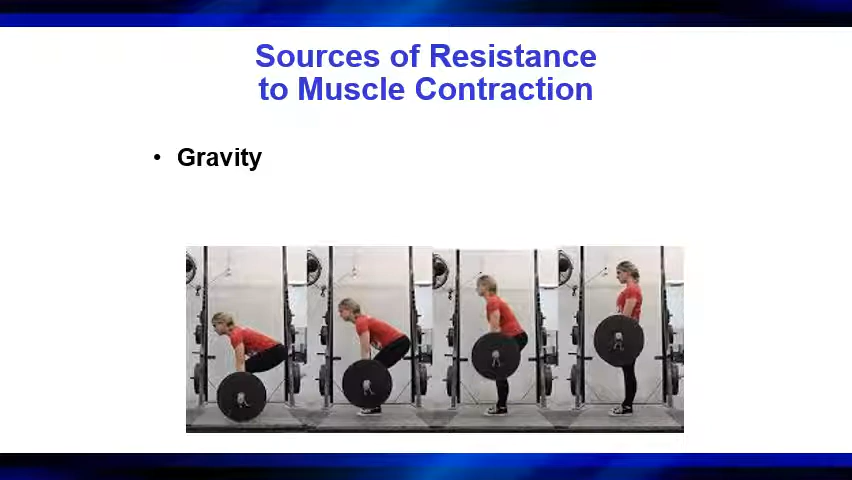 Sources of Resistance
to Muscle Contraction
• Gravity